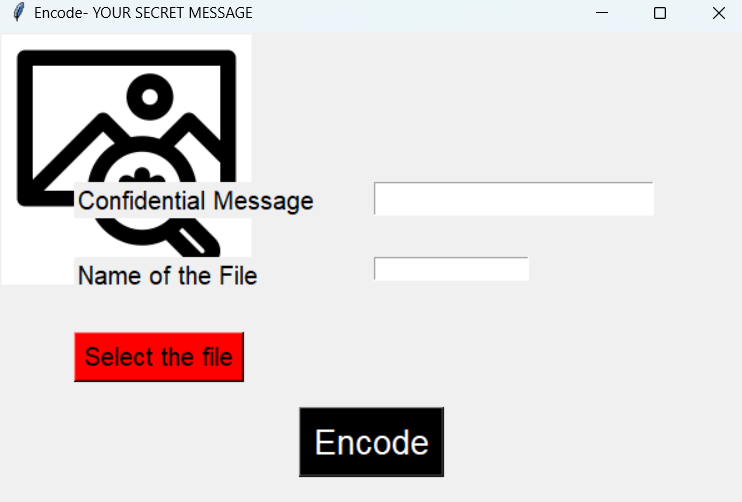 Encode- YOUR SECRET MESSAGE
Confidential Message
Name of the File
Select the file
Encode